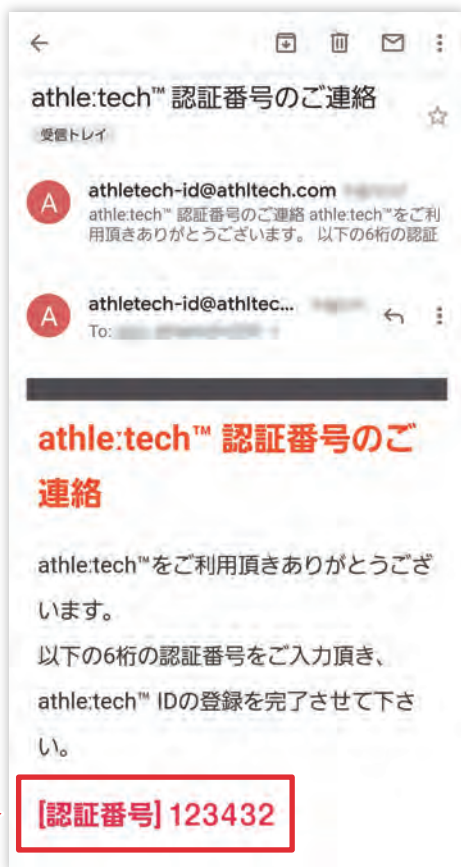 athle:tech™ 認証番号のご連絡
受信トレイ
A
athletech-id@athltech.com
athle:tech™ 認証番号のご連絡 athle:tech™をご利
用頂きありがとうございます。 以下の6桁の認証
A
athletech-id@athltec...
To:
athle:tech™ 認証番号のご
連絡
athle:tech™をご利用頂きありがとうござ
います。
以下の6桁の認証番号をご入力頂き、
athle:tech™ IDの登録を完了させて下さ
い。
[認証番号] 123432